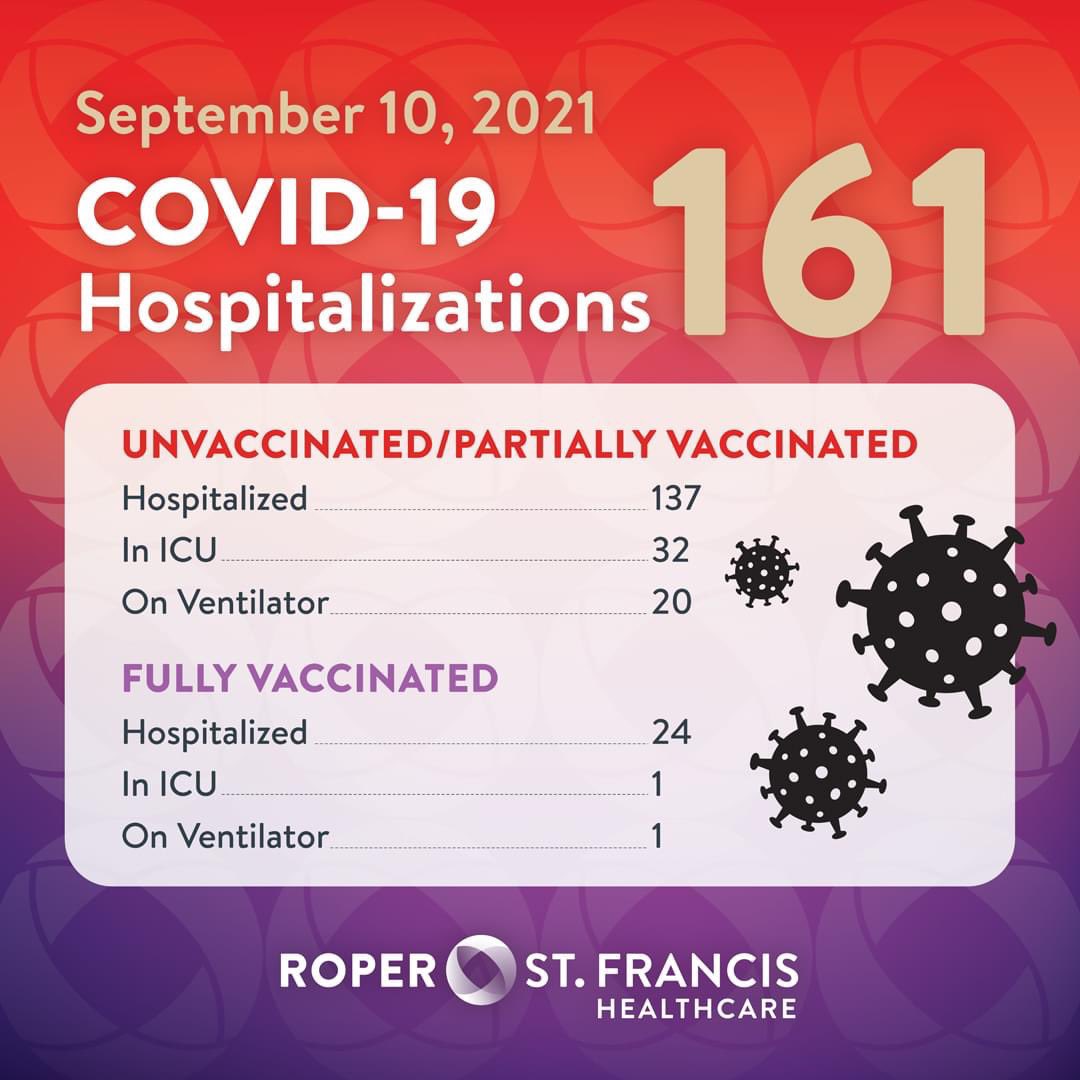 September 10, 2021
COVID-19
Hospitalizations
161
UNVACCINATED/PARTIALLY VACCINATED
Hospitalized 137
In ICU 32
On Ventilator 20
FULLY VACCINATED
Hospitalized 24
In ICU 1
On Ventilator 1
ROPER ST. FRANCIS
HEALTHCARE